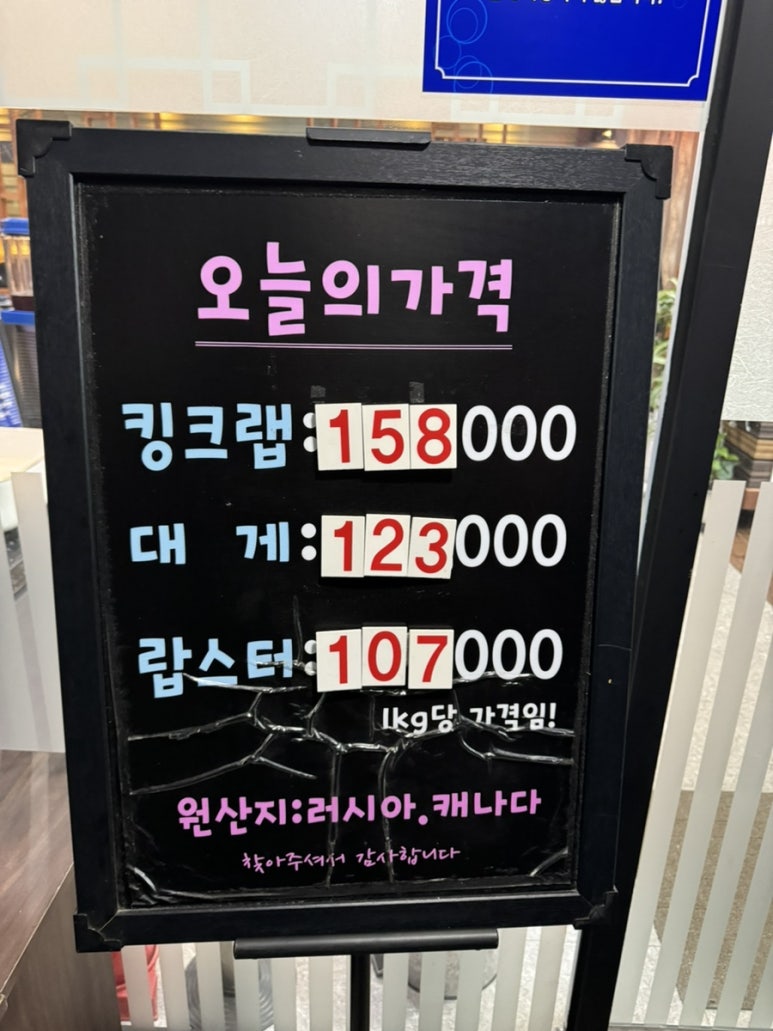 오늘의가격
킹크랩:158000
대 게:123000
랍스터:107000
1kg당 가격임!
원산지:러시아.캐나다
찾아주셔서 감사합니다